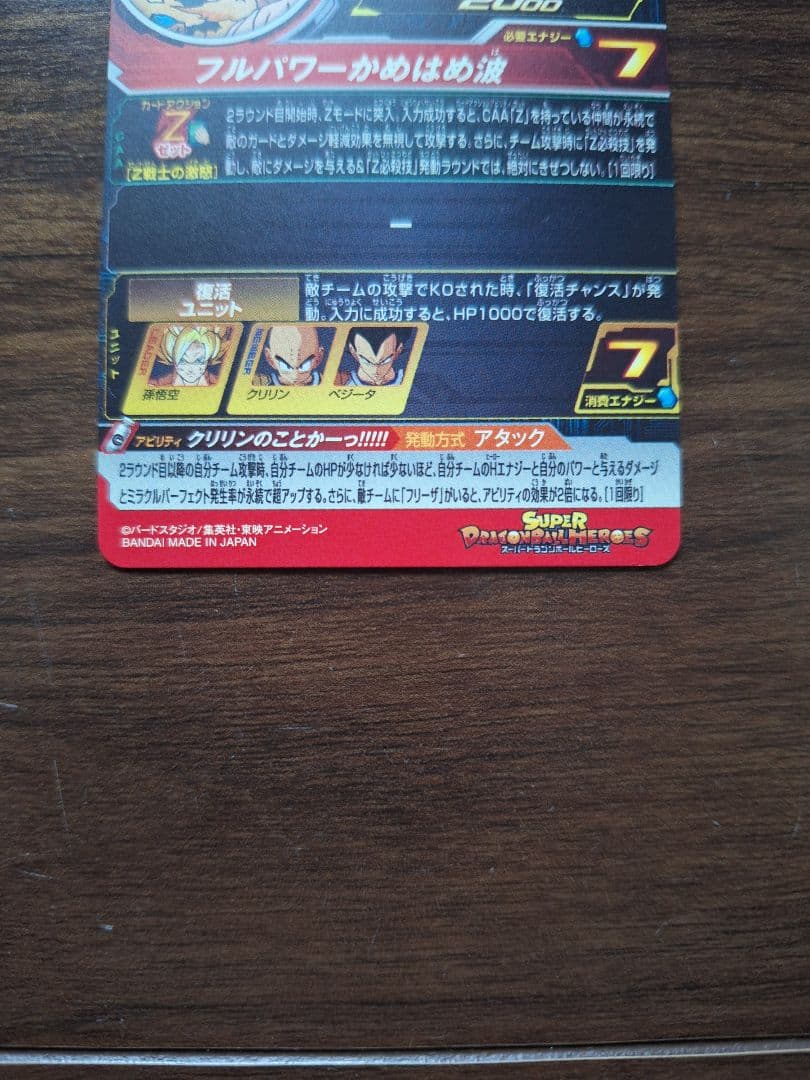 2000
必要エナジー 7
フルパワーかめはめ波
カードアクション
Z
ゼット
CAA
[Z戦士の激怒]
2ラウンド目開始時、Zモードに突入。入力成功すると、CAA「Z」を持っている仲間が永続で
敵のガードとダメージ軽減効果を無視して攻撃する。さらに、チーム攻撃時に「Z必殺技」を発
動し、敵にダメージを与える&「Z必殺技」発動ラウンドでは、絶対にきぜつしない。[1回限り]
ー
ユニット
復活
ユニット
敵チームの攻撃でKOされた時、「復活チャンス」が発
動。入力に成功すると、HP1000で復活する。
LEADER
孫悟空
MEMBER
クリリン
ベジータ
7
消費エナジー
アビリティ クリリンのことかーっ!!!!! 発動方式 アタック
2ラウンド目以降の自分チーム攻撃時、自分チームのHPが少なければ少ないほど、自分チームのHエナジーと自分のパワーと与えるダメージ
とミラクルパーフェクト発生率が永続で超アップする。さらに、敵チームに「フリーザ」がいると、アビリティの効果が2倍になる。[1回限り]
©バードスタジオ/集英社・東映アニメーション
BANDAI MADE IN JAPAN
SUPER
DRAGONBALL HEROES
スーパードラゴンボールヒーローズ